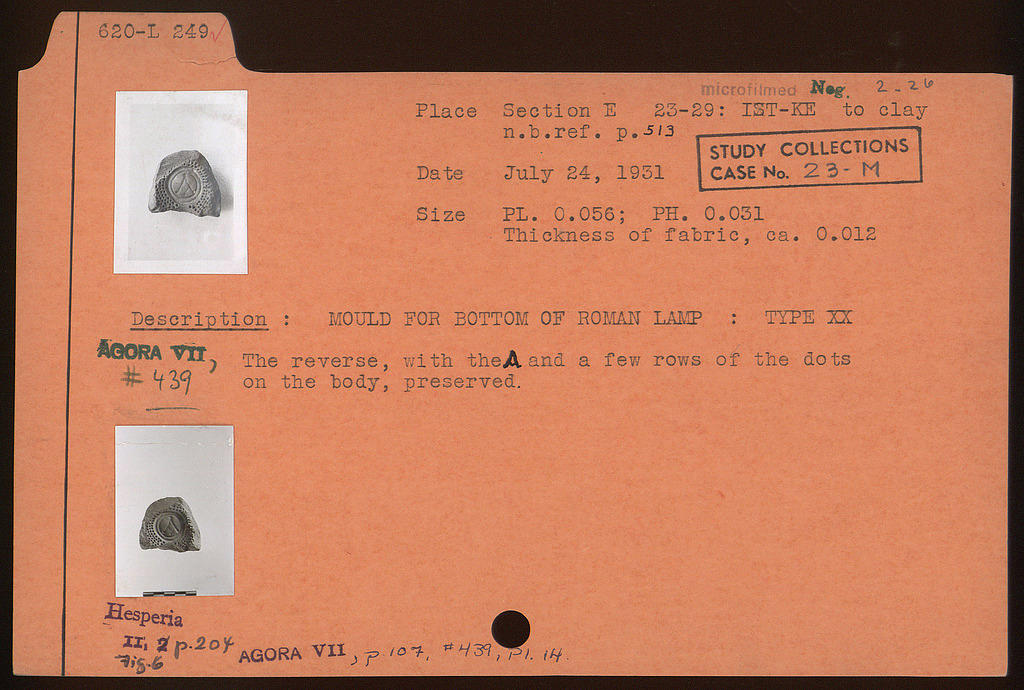 620-L 249✓
microfilmed Neg. 2-26
Place Section E 23-29: IST-KE to clay
n.b.ref. p.513
STUDY COLLECTIONS
CASE No. 23-M
Date July 24, 1931
Size PL. 0.056; PH. 0.031
Thickness of fabric, ca. 0.012
Description : MOULD FOR BOTTOM OF ROMAN LAMP : TYPE XX
AGORA VII,
# 439
The reverse, with the A and a few rows of the dots
on the body, preserved.
Hesperia
II, 2 p.204
Fig.6
AGORA VII, p.107, #439, pl. 14.